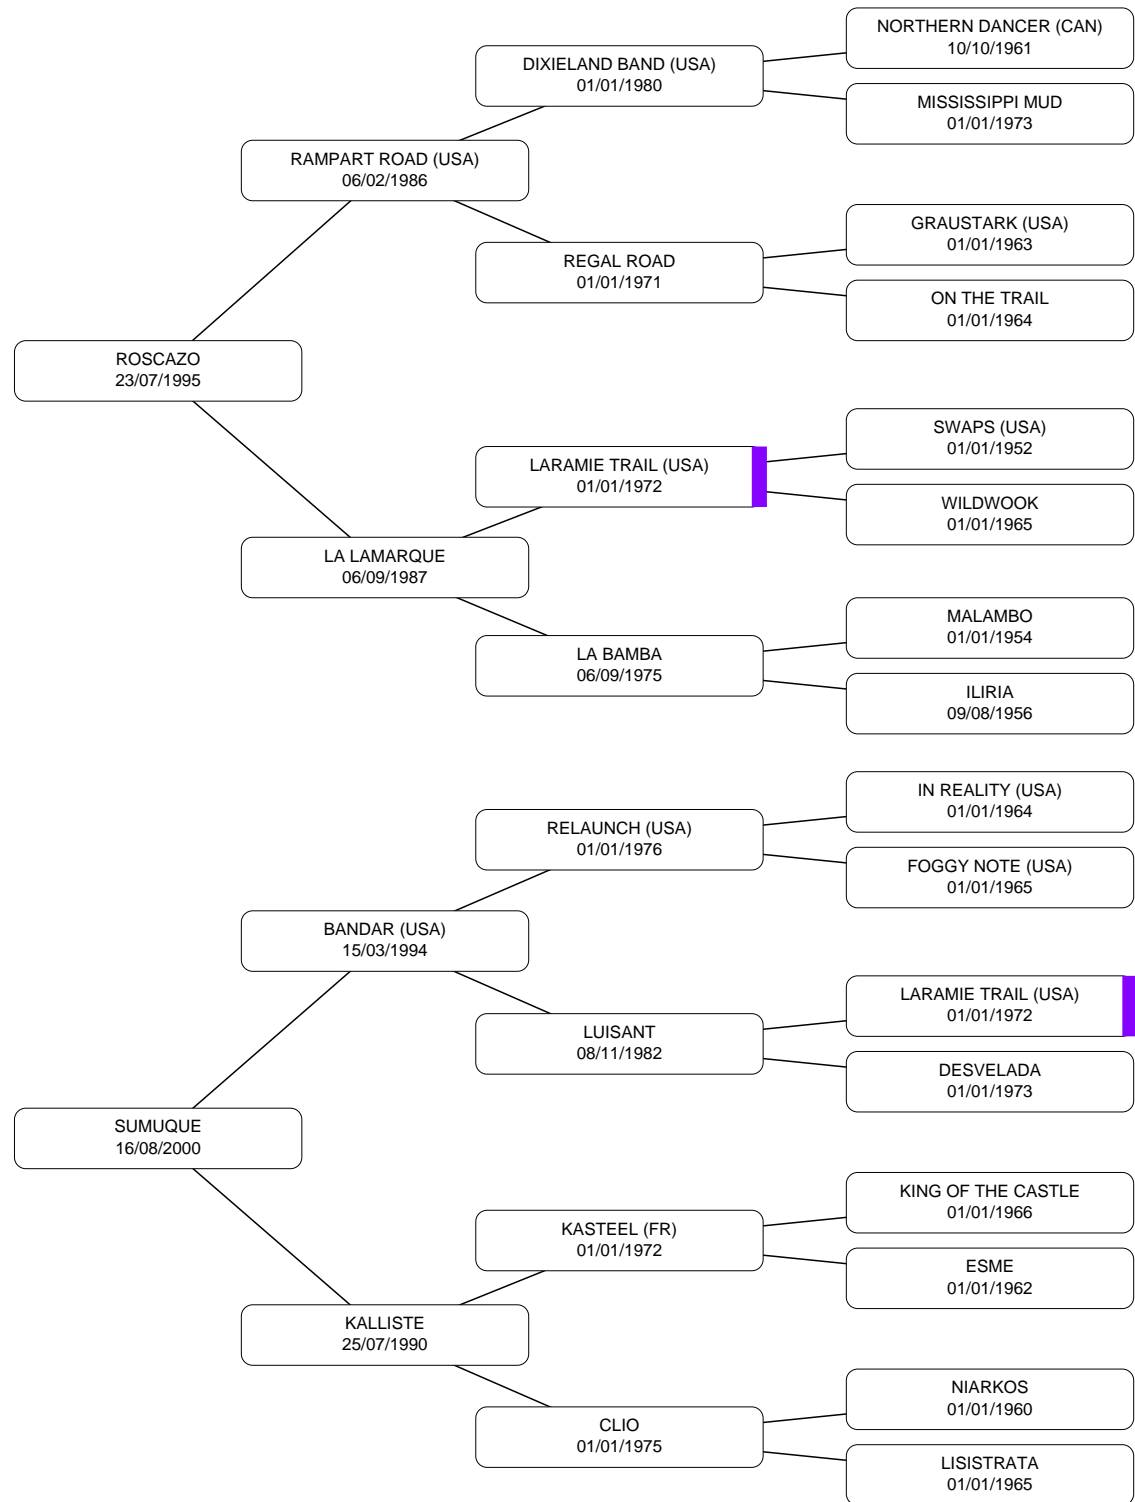 NORTHERN DANCER (CAN)
10/10/1961
DIXIELAND BAND (USA)
01/01/1980
MISSISSIPPI MUD
01/01/1973
RAMPART ROAD (USA)
06/02/1986
GRAUSTARK (USA)
01/01/1963
REGAL ROAD
01/01/1971
ON THE TRAIL
01/01/1964
ROSCAZO
23/07/1995
SWAPS (USA)
01/01/1952
LARAMIE TRAIL (USA)
01/01/1972
WILDWOOK
01/01/1965
LA LAMARQUE
06/09/1987
MALAMBO
01/01/1954
LA BAMBA
06/09/1975
ILIRIA
09/08/1956
IN REALITY (USA)
01/01/1964
RELAUNCH (USA)
01/01/1976
FOGGY NOTE (USA)
01/01/1965
BANDAR (USA)
15/03/1994
LARAMIE TRAIL (USA)
01/01/1972
LUISANT
08/11/1982
DESVELADA
01/01/1973
SUMUQUE
16/08/2000
KING OF THE CASTLE
01/01/1966
KASTEEL (FR)
01/01/1972
ESME
01/01/1962
KALLISTE
25/07/1990
NIARKOS
01/01/1960
CLIO
01/01/1975
LISISTRATA
01/01/1965